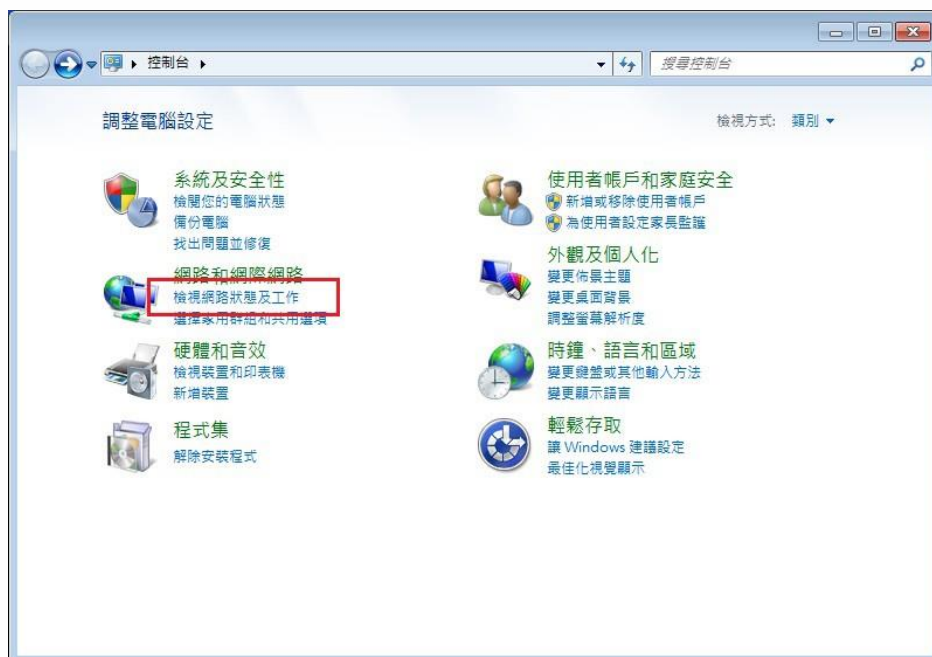 控制台
搜尋控制台
調整電腦設定
檢視方式: 類別
系統及安全性
檢閱您的電腦狀態
備份電腦
找出問題並修復
網路和網際網路
檢視網路狀態及工作
選擇家用群組和共用選項
硬體和音效
檢視裝置和印表機
新增裝置
程式集
解除安裝程式
使用者帳戶和家庭安全
新增或移除使用者帳戶
為使用者設定家長監護
外觀及個人化
變更佈景主題
變更桌面背景
調整螢幕解析度
時鐘、語言和區域
變更鍵盤或其他輸入方法
變更顯示語言
輕鬆存取
讓 Windows 建議設定
最佳化視覺顯示